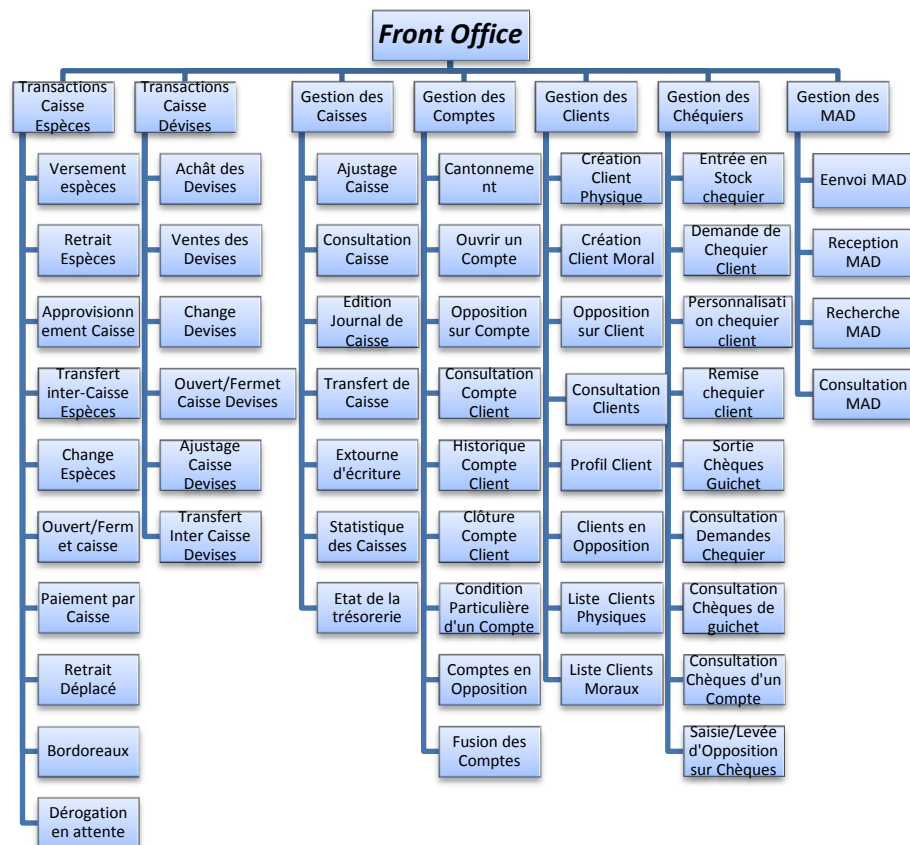 Front Office
Transactions
Caisse
Espèces
Versement
espèces
Retrait
Espèces
Approvisionn
ement Caisse
Transfert
inter-Caisse
Espèces
Change
Espèces
Ouvert/Ferm
et caisse
Paiement par
Caisse
Retrait
Déplacé
Bordoreaux
Dérogation
en attente
Transactions
Caisse
Dévises
Achât des
Devises
Ventes des
Devises
Change
Devises
Ouvert/Fermet
Caisse Devises
Ajustage
Caisse
Devises
Transfert
Inter Caisse
Devises
Gestion des
Caisses
Ajustage
Caisse
Consultation
Caisse
Edition
Journal de
Caisse
Transfert de
Caisse
Extourne
d'écriture
Statistique
des Caisses
Etat de la
trésorerie
Gestion des
Comptes
Cantonneme
nt
Ouvrir un
Compte
Opposition
sur Compte
Consultation
Compte
Client
Historique
Compte
Client
Clôture
Compte
Client
Condition
Particulière
d'un Compte
Comptes en
Opposition
Fusion des
Comptes
Gestion des
Clients
Création
Client
Physique
Création
Client Moral
Opposition
sur Client
Consultation
Clients
Profil Client
Clients en
Opposition
Liste Clients
Physiques
Liste Clients
Moraux
Gestion des
Chéquiers
Entrée en
Stock
chequier
Demande de
Chequier
Client
Personnalisati
on chequier
client
Remise
chequier
client
Sortie
Chèques
Guichet
Consultation
Demandes
Chequier
Consultation
Chèques de
guichet
Consultation
Chèques d'un
Compte
Saisie/Levée
d'Opposition
sur Chèques
Gestion des
MAD
Eenvoi MAD
Reception
MAD
Recherche
MAD
Consultation
MAD